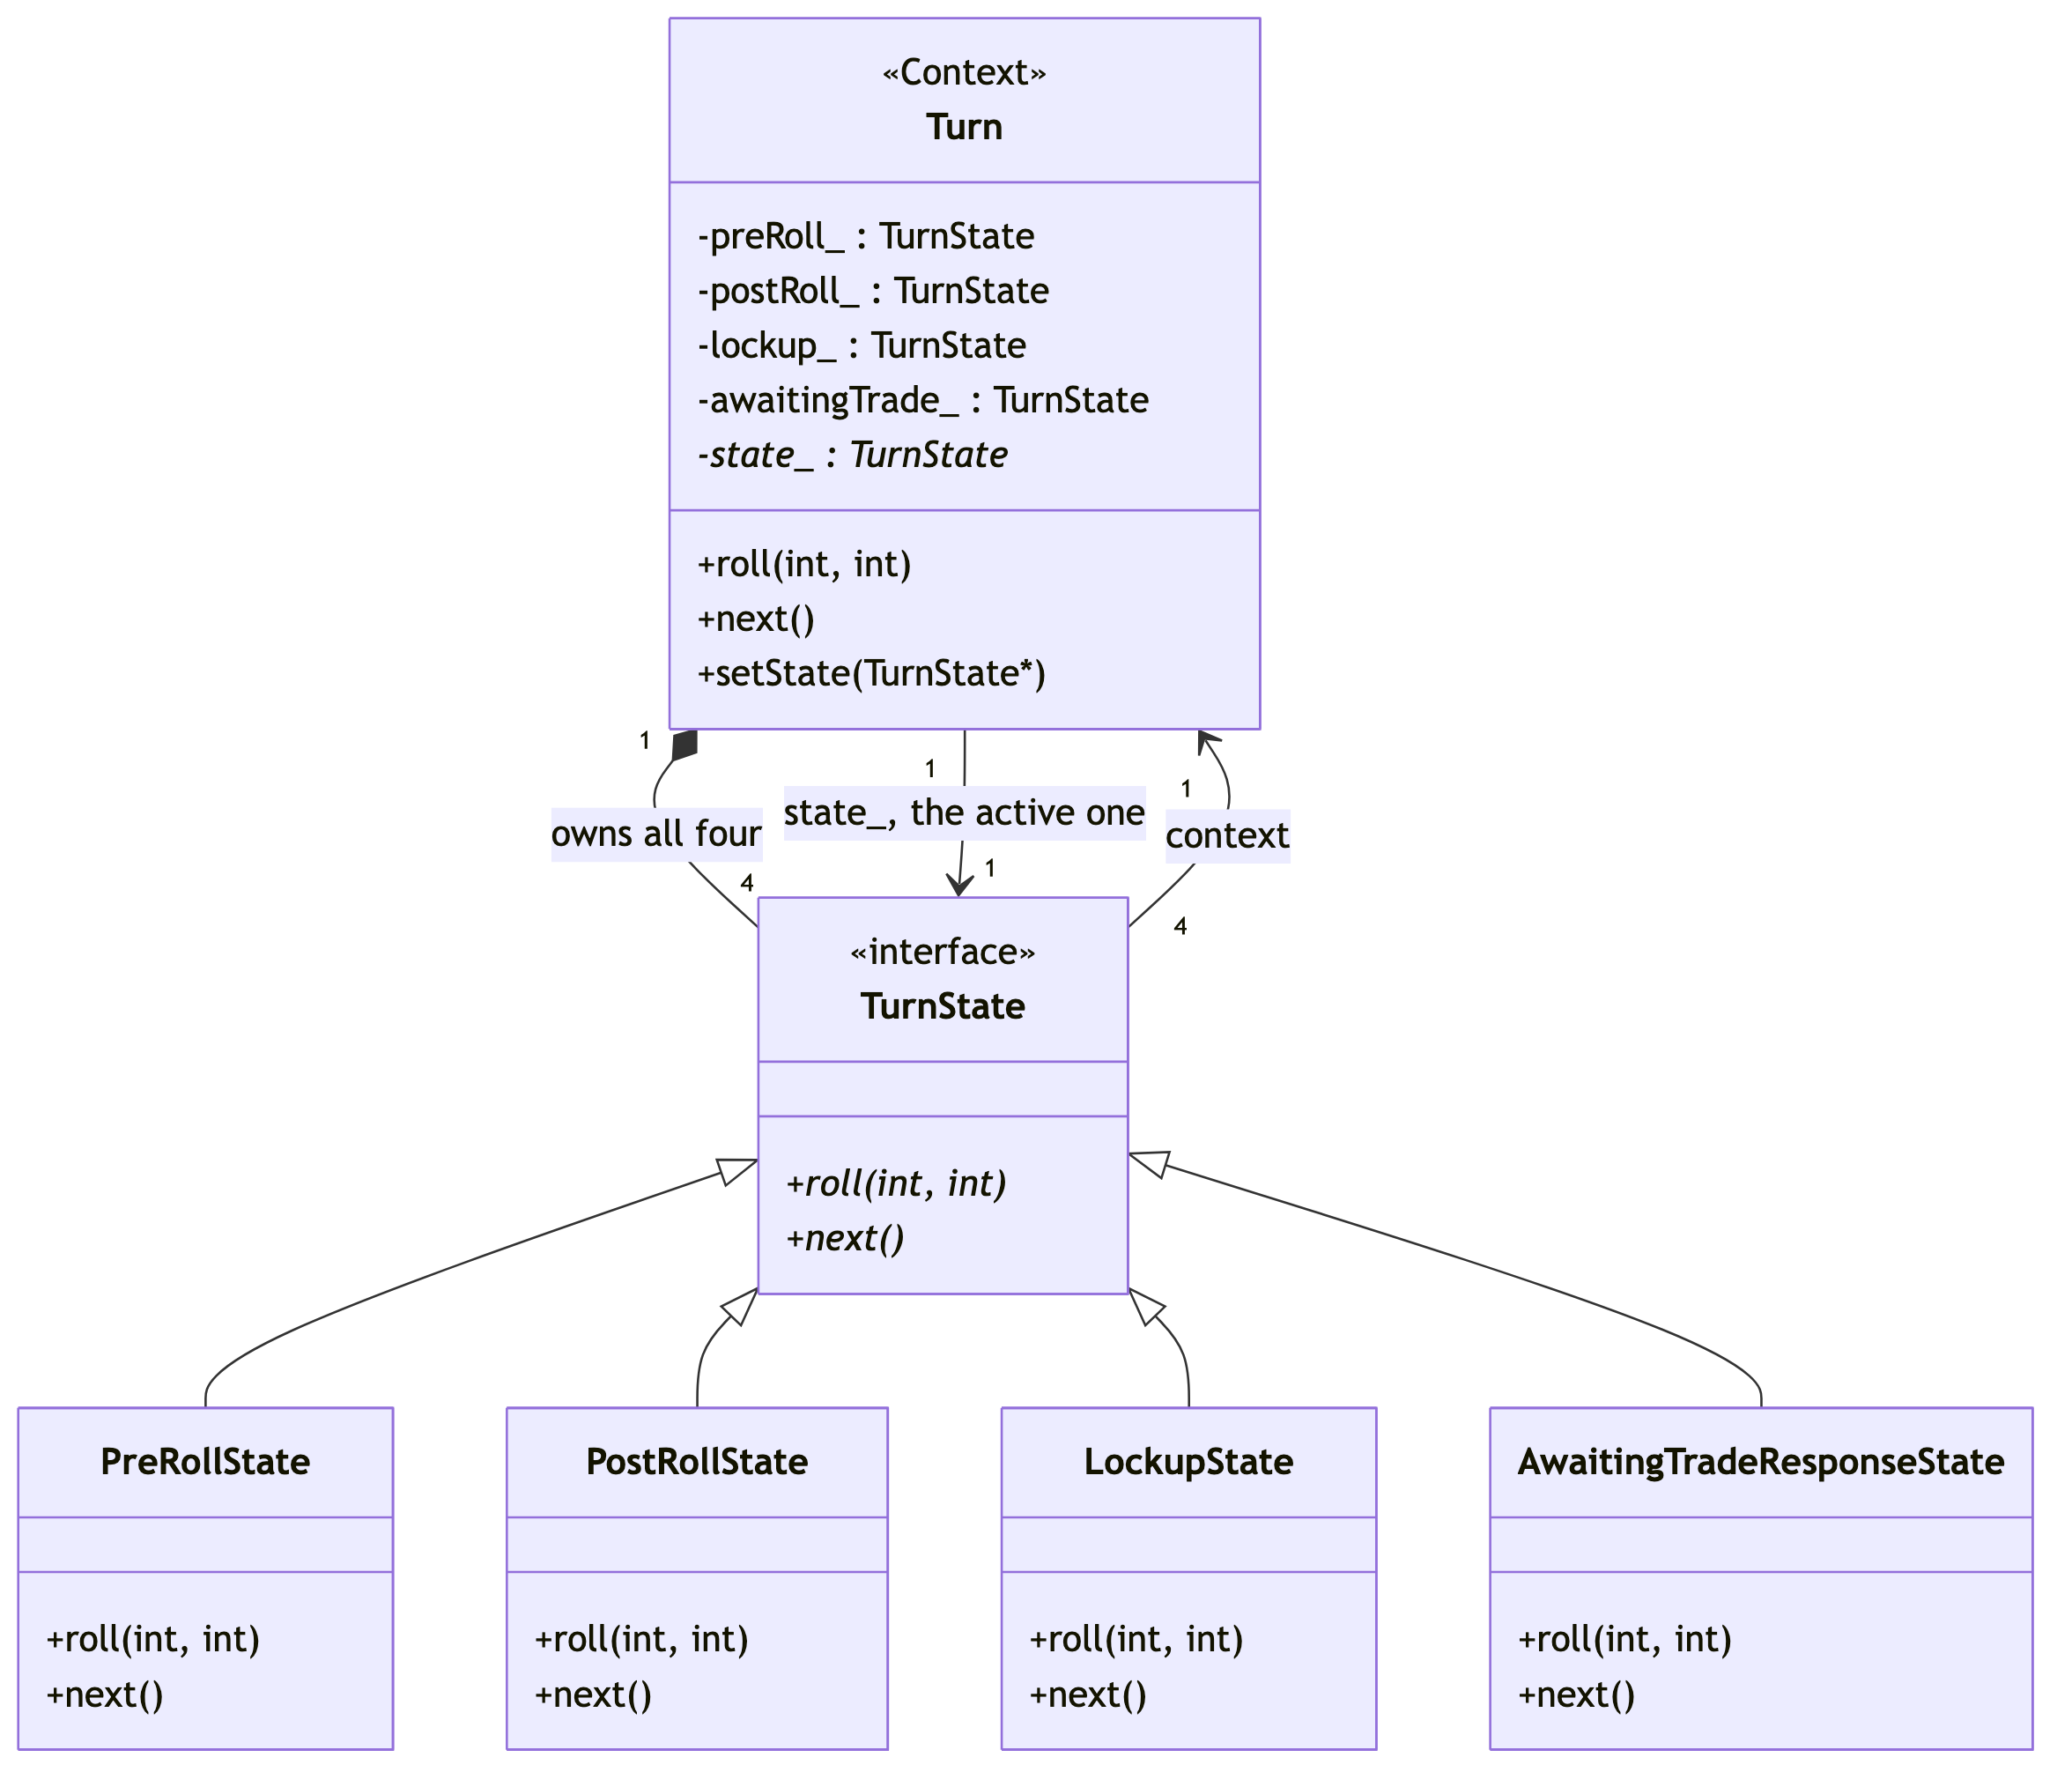 «Context»
Turn
-preRoll_ : TurnState
-postRoll_ : TurnState
-lockup_ : TurnState
-awaitingTrade_ : TurnState
-state_ : TurnState
+roll(int, int)
+next()
+setState(TurnState*)
1
1
1
owns all four
state_, the active one
context
4
1
4
«interface»
TurnState
+roll(int, int)
+next()
PreRollState
+roll(int, int)
+next()
PostRollState
+roll(int, int)
+next()
LockupState
+roll(int, int)
+next()
AwaitingTradeResponseState
+roll(int, int)
+next()